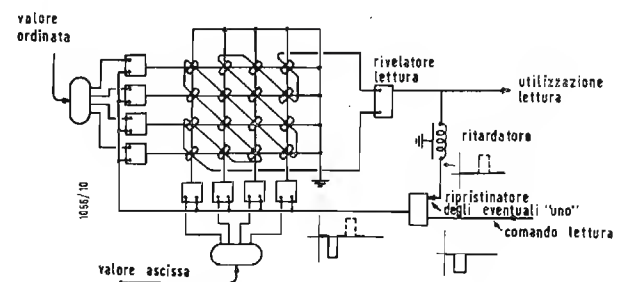 valore
ordinata
rivelatore
lettura
utilizzazione
lettura
ritardatore
ripristinatore
degli eventuali "uno"
comando lettura
valore ascissa
1056/10